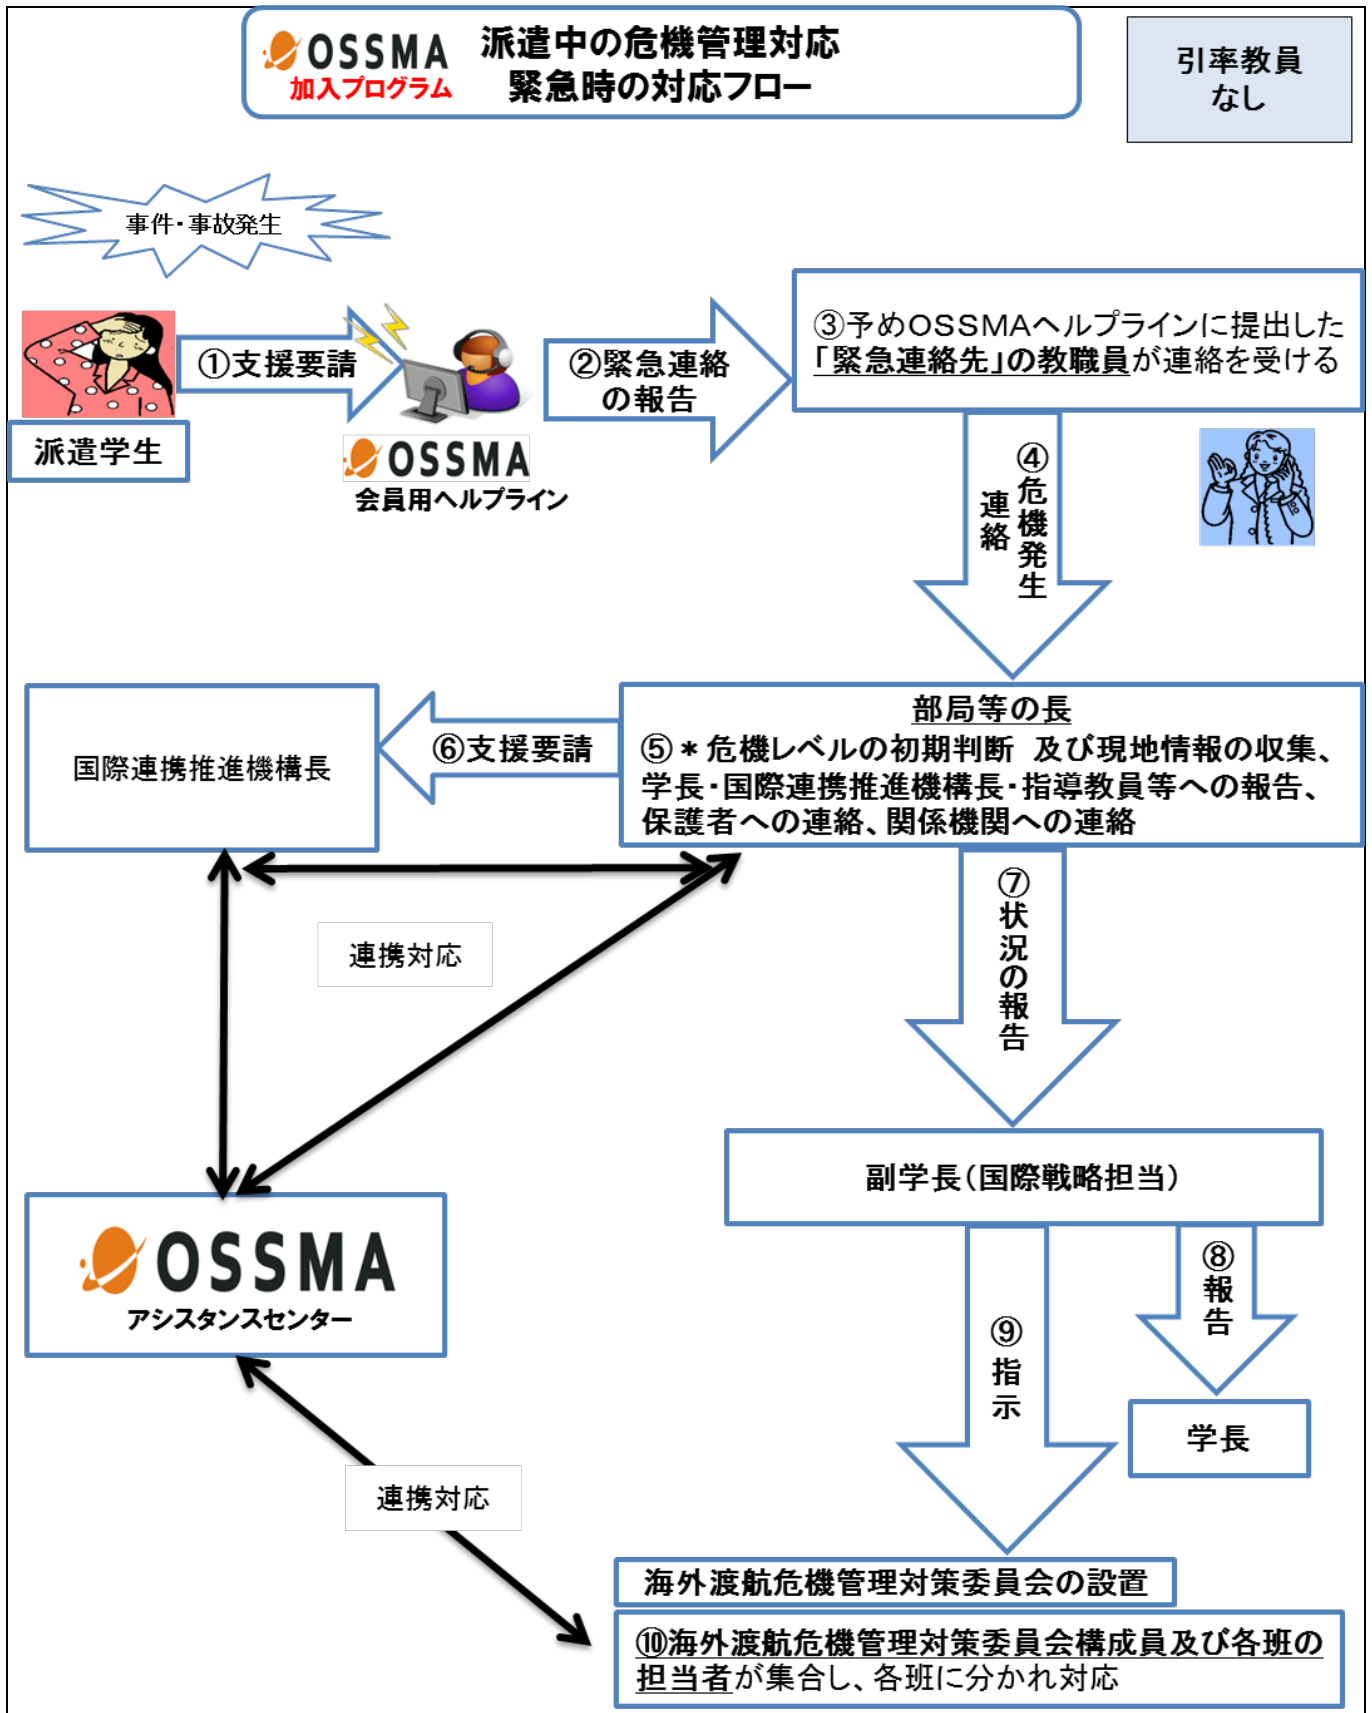 OSSMA
加入プログラム
派遣中の危機管理対応
緊急時の対応フロー
引率教員
なし
事件・事故発生
派遣学生
①支援要請
OSSMA
会員用ヘルプライン
②緊急連絡
の報告
③予めOSSMAヘルプラインに提出した
「緊急連絡先」の教職員が連絡を受ける
④危機発生
連絡
部局等の長
⑤＊危機レベルの初期判断 及び現地情報の収集、
学長・国際連携推進機構長・指導教員等への報告、
保護者への連絡、関係機関への連絡
⑥支援要請
国際連携推進機構長
連携対応
⑦状況の報告
副学長（国際戦略担当）
OSSMA
アシスタンスセンター
⑧報告
学長
⑨指示
連携対応
海外渡航危機管理対策委員会の設置
⑩海外渡航危機管理対策委員会構成員及び各班の
担当者が集合し、各班に分かれ対応